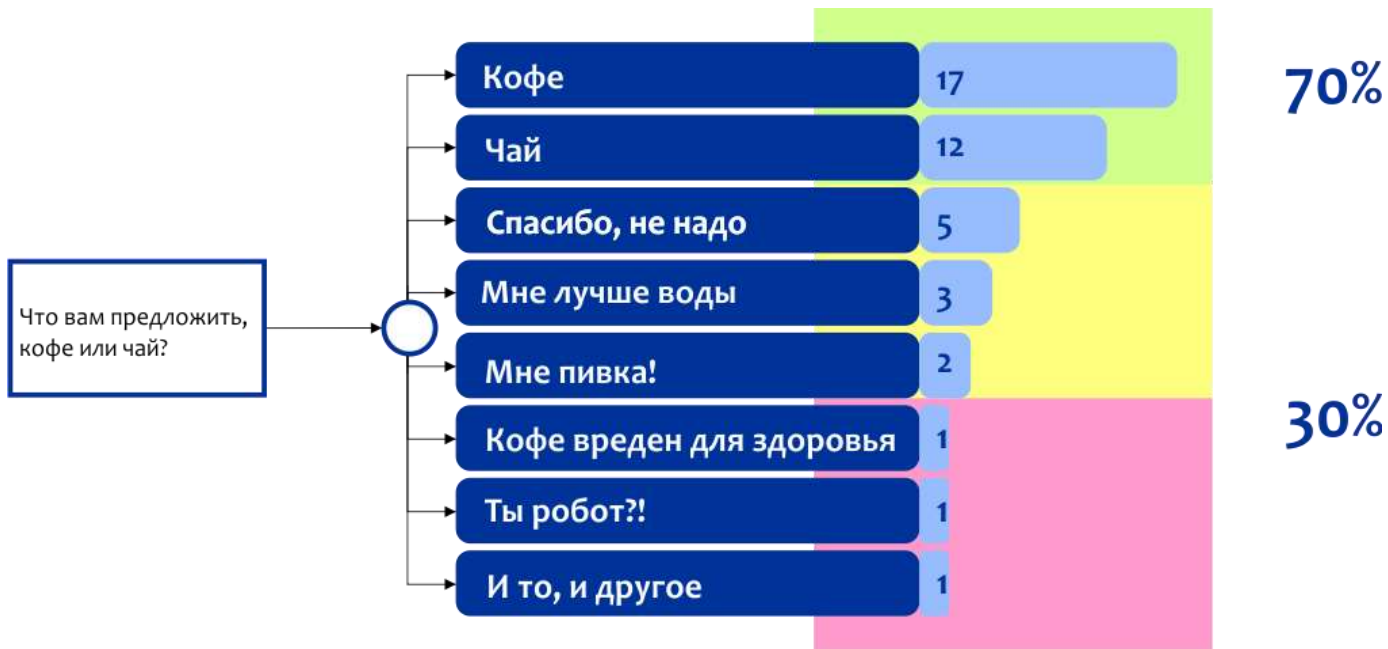 Кофе
17
70%
Чай
12
Спасибо, не надо
5
Мне лучше воды
3
Что вам предложить,
кофе или чай?
Мне пивка!
2
Кофе вреден для здоровья
1
30%
Ты робот?!
1
И то, и другое
1